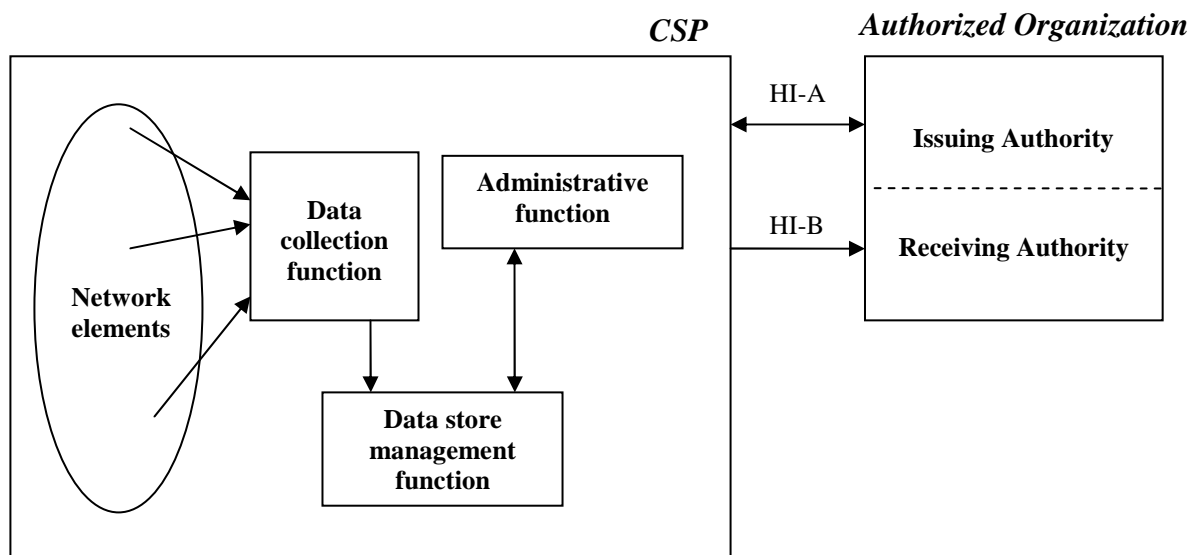 CSP
Authorized Organization
HI-A
Issuing Authority
HI-B
Receiving Authority
Network
elements
Data
collection
function
Administrative
function
Data store
management
function